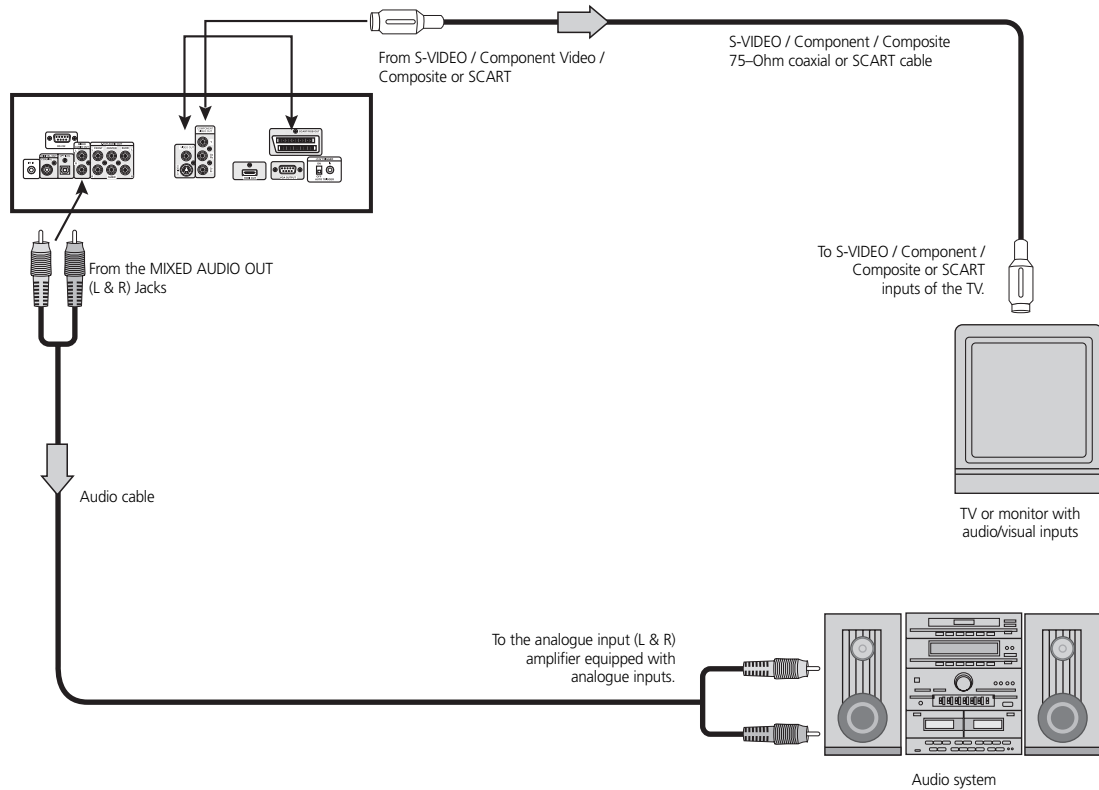 From S-VIDEO / Component Video /
Composite or SCART
S-VIDEO / Component / Composite
75–Ohm coaxial or SCART cable
To S-VIDEO / Component /
Composite or SCART
inputs of the TV.
From the MIXED AUDIO OUT
(L & R) Jacks
Audio cable
TV or monitor with
audio/visual inputs
To the analogue input (L & R)
amplifier equipped with
analogue inputs.
Audio system